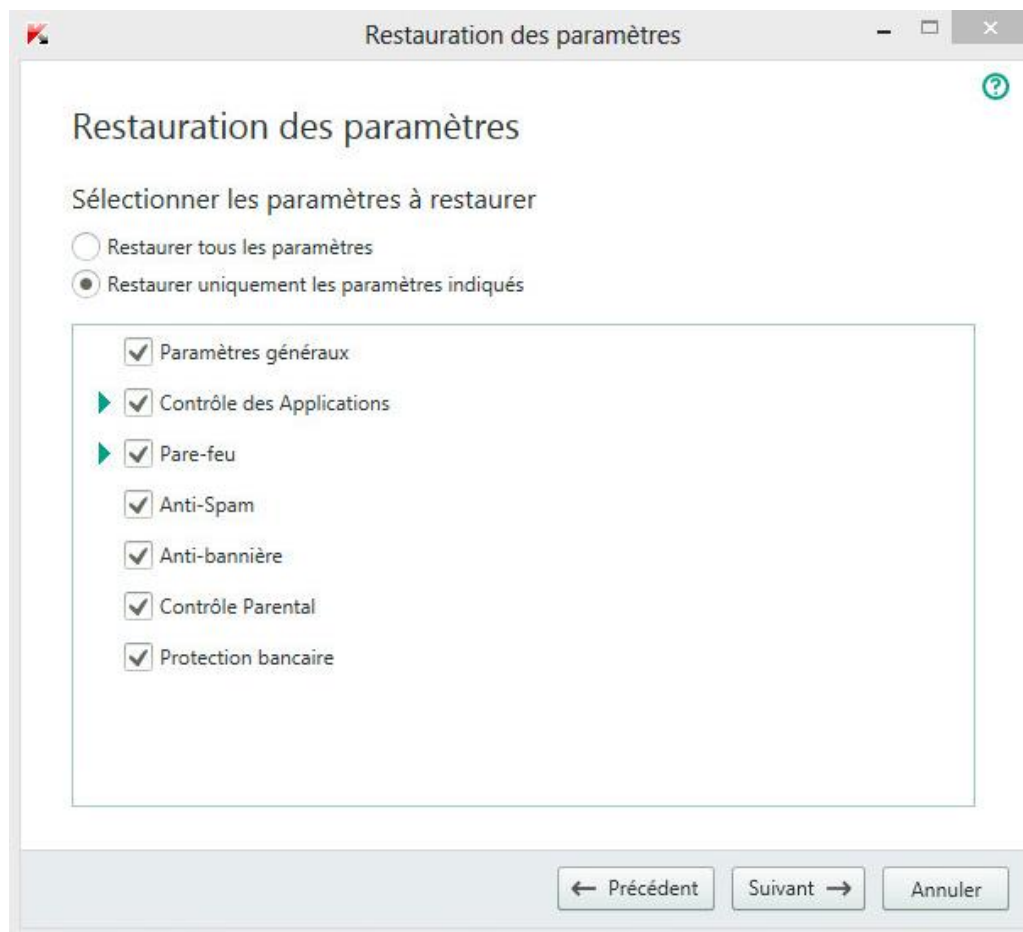 Restauration des paramètres
Restauration des paramètres
Sélectionner les paramètres à restaurer
Restaurer tous les paramètres
Restaurer uniquement les paramètres indiqués
Paramètres généraux
Contrôle des Applications
Pare-feu
Anti-Spam
Anti-bannière
Contrôle Parental
Protection bancaire
← Précédent Suivant → Annuler